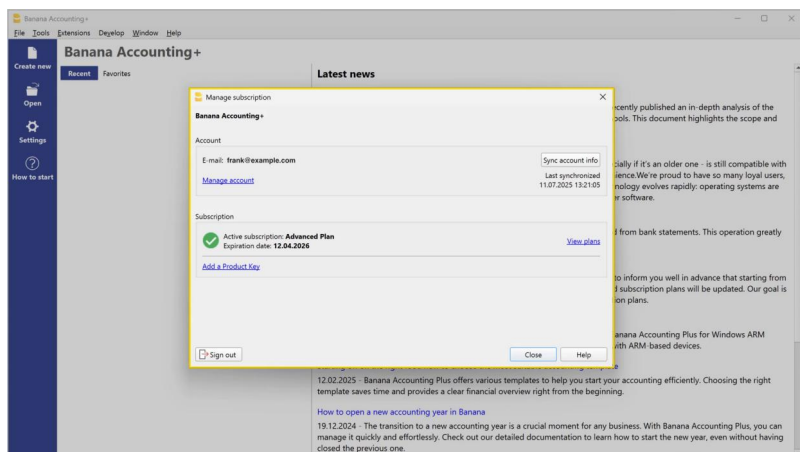 Banana Accounting+
File Tools Extensions Develop Window Help
Banana Accounting+
Create new
Open
Settings
How to start
Recent Favorites
Latest news
Manage subscription
Banana Accounting+
Account
E-mail: frank@example.com
Sync account info
Manage account
Last synchronized
11.07.2025 13:21:05
Subscription
Active subscription: Advanced Plan
Expiration date: 12.04.2026
View plans
Add a Product Key
Sign out
Close
Help
recently published an in-depth analysis of the
tools. This document highlights the scope and
cially if it's an older one - is still compatible with
ience.We're proud to have so many loyal users,
nology evolves rapidly: operating systems are
er software.
d from bank statements. This operation greatly
to inform you well in advance that starting from
d subscription plans will be updated. Our goal is
ion plans.
anana Accounting Plus for Windows ARM
with ARM-based devices.
12.02.2025 - Banana Accounting Plus offers various templates to help you start your accounting efficiently. Choosing the right
template saves time and provides a clear financial overview right from the beginning.
How to open a new accounting year in Banana
19.12.2024 - The transition to a new accounting year is a crucial moment for any business. With Banana Accounting Plus, you can
manage it quickly and effortlessly. Check out our detailed documentation to learn how to start the new year, even without having
closed the previous one.